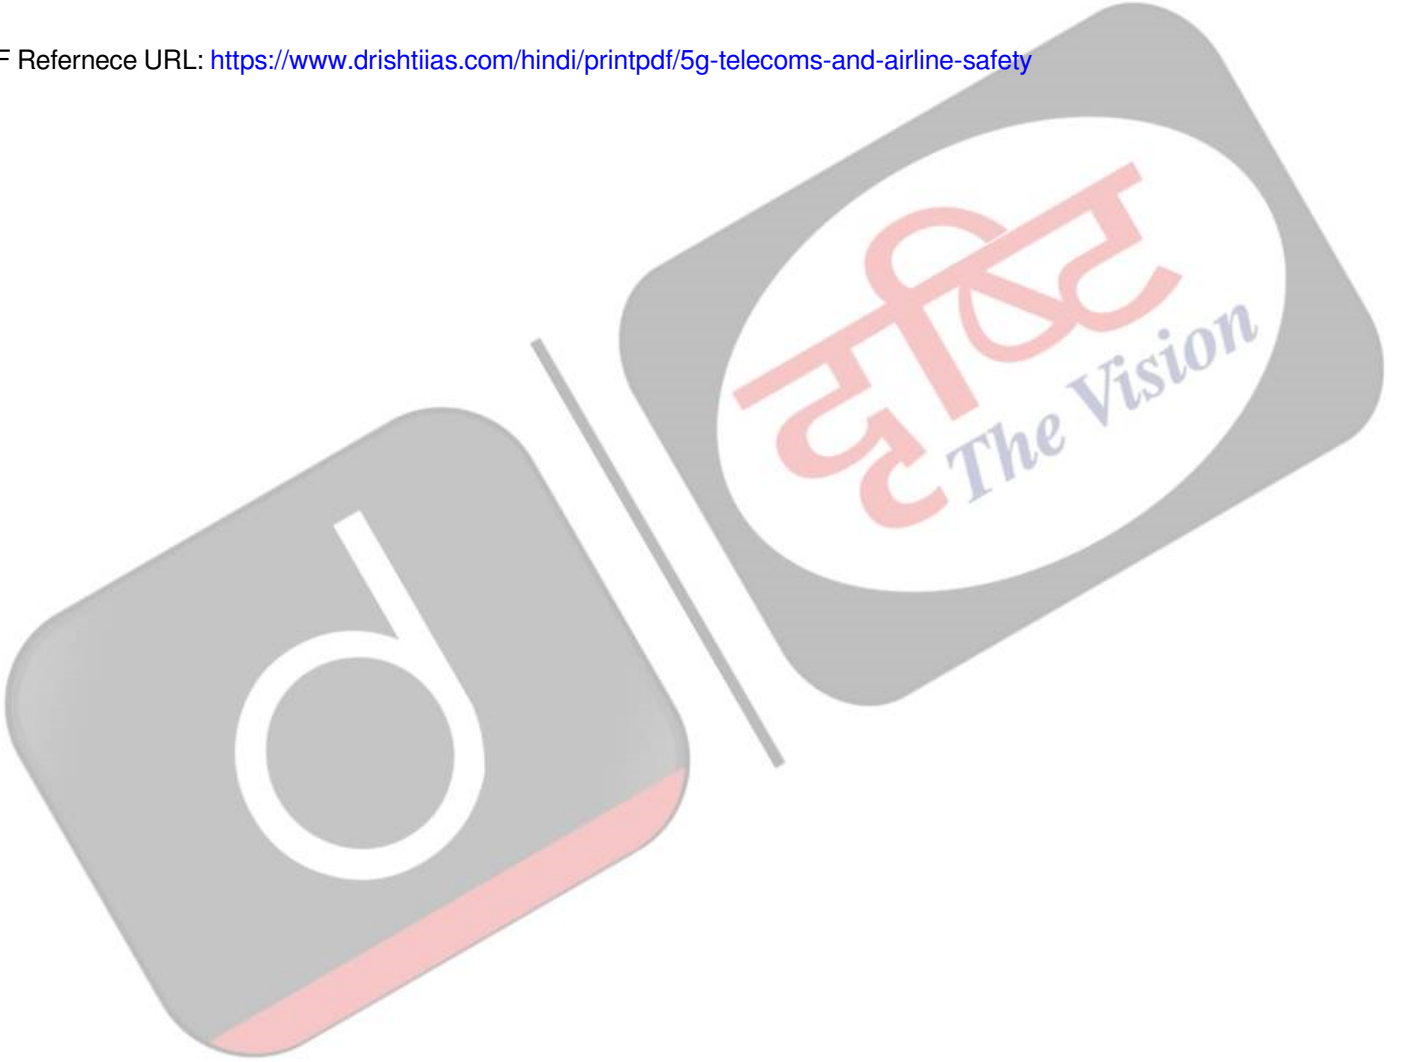 F Refernece URL: https://www.drishtiias.com/hindi/printpdf/5g-telecoms-and-airline-safety
दृष्टि
The Vision